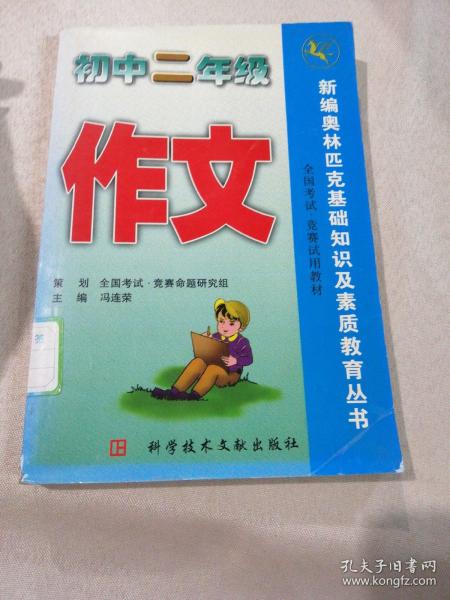 初中二年级
作文
策 划 全国考试·竞赛命题研究组
主 编 冯连荣
科学技术文献出版社
新编奥林匹克基础知识及素质教育丛书
全国考试·竞赛试用教材
孔夫子旧书网
www.kongfz.com